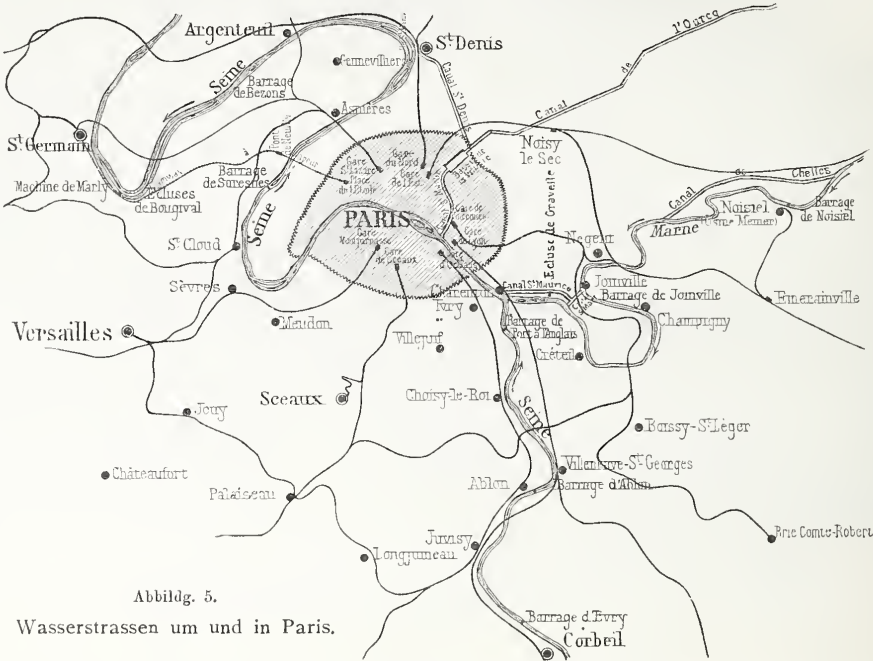 Argenteuil
St Denis
Canal de l'Ourcq
Seine
Barrage
de Bezons
Gennevilliers
Canal St Denis
Asnières
St Germain
Noisy
le Sec
Machine de Marly
Ecluses
de Bougival
Barrage
de Suresnes
Gare
St Lazare
Place
de l'Etoile
Gare
du Nord
Gare
de l'Est
Canal de Chelles
Noisiel
Barrage
de Noisiel
Marne
PARIS
Seine
Gare
Montparnasse
Gare
de Sceaux
Ecluse de Gravelle
Nogent
St Cloud
Sèvres
Joinville
Canal St Maurice
Barrage de Joinville
Charenton
Champigny
Emerainville
Versailles
Meudon
Ivry
Villejuif
Barrage de
Port à l'Anglais
Créteil
Sceaux
Choisy-le-Roi
Seine
Jouy
Boissy-St Léger
Châteaufort
Palaiseau
Villeneuve-St Georges
Ablon
Barrage d'Ablon
Juvisy
Longjumeau
Brie Comte-Robert
Barrage d'Evry
Corbeil
Abbildg. 5.
Wasserstrassen um und in Paris.